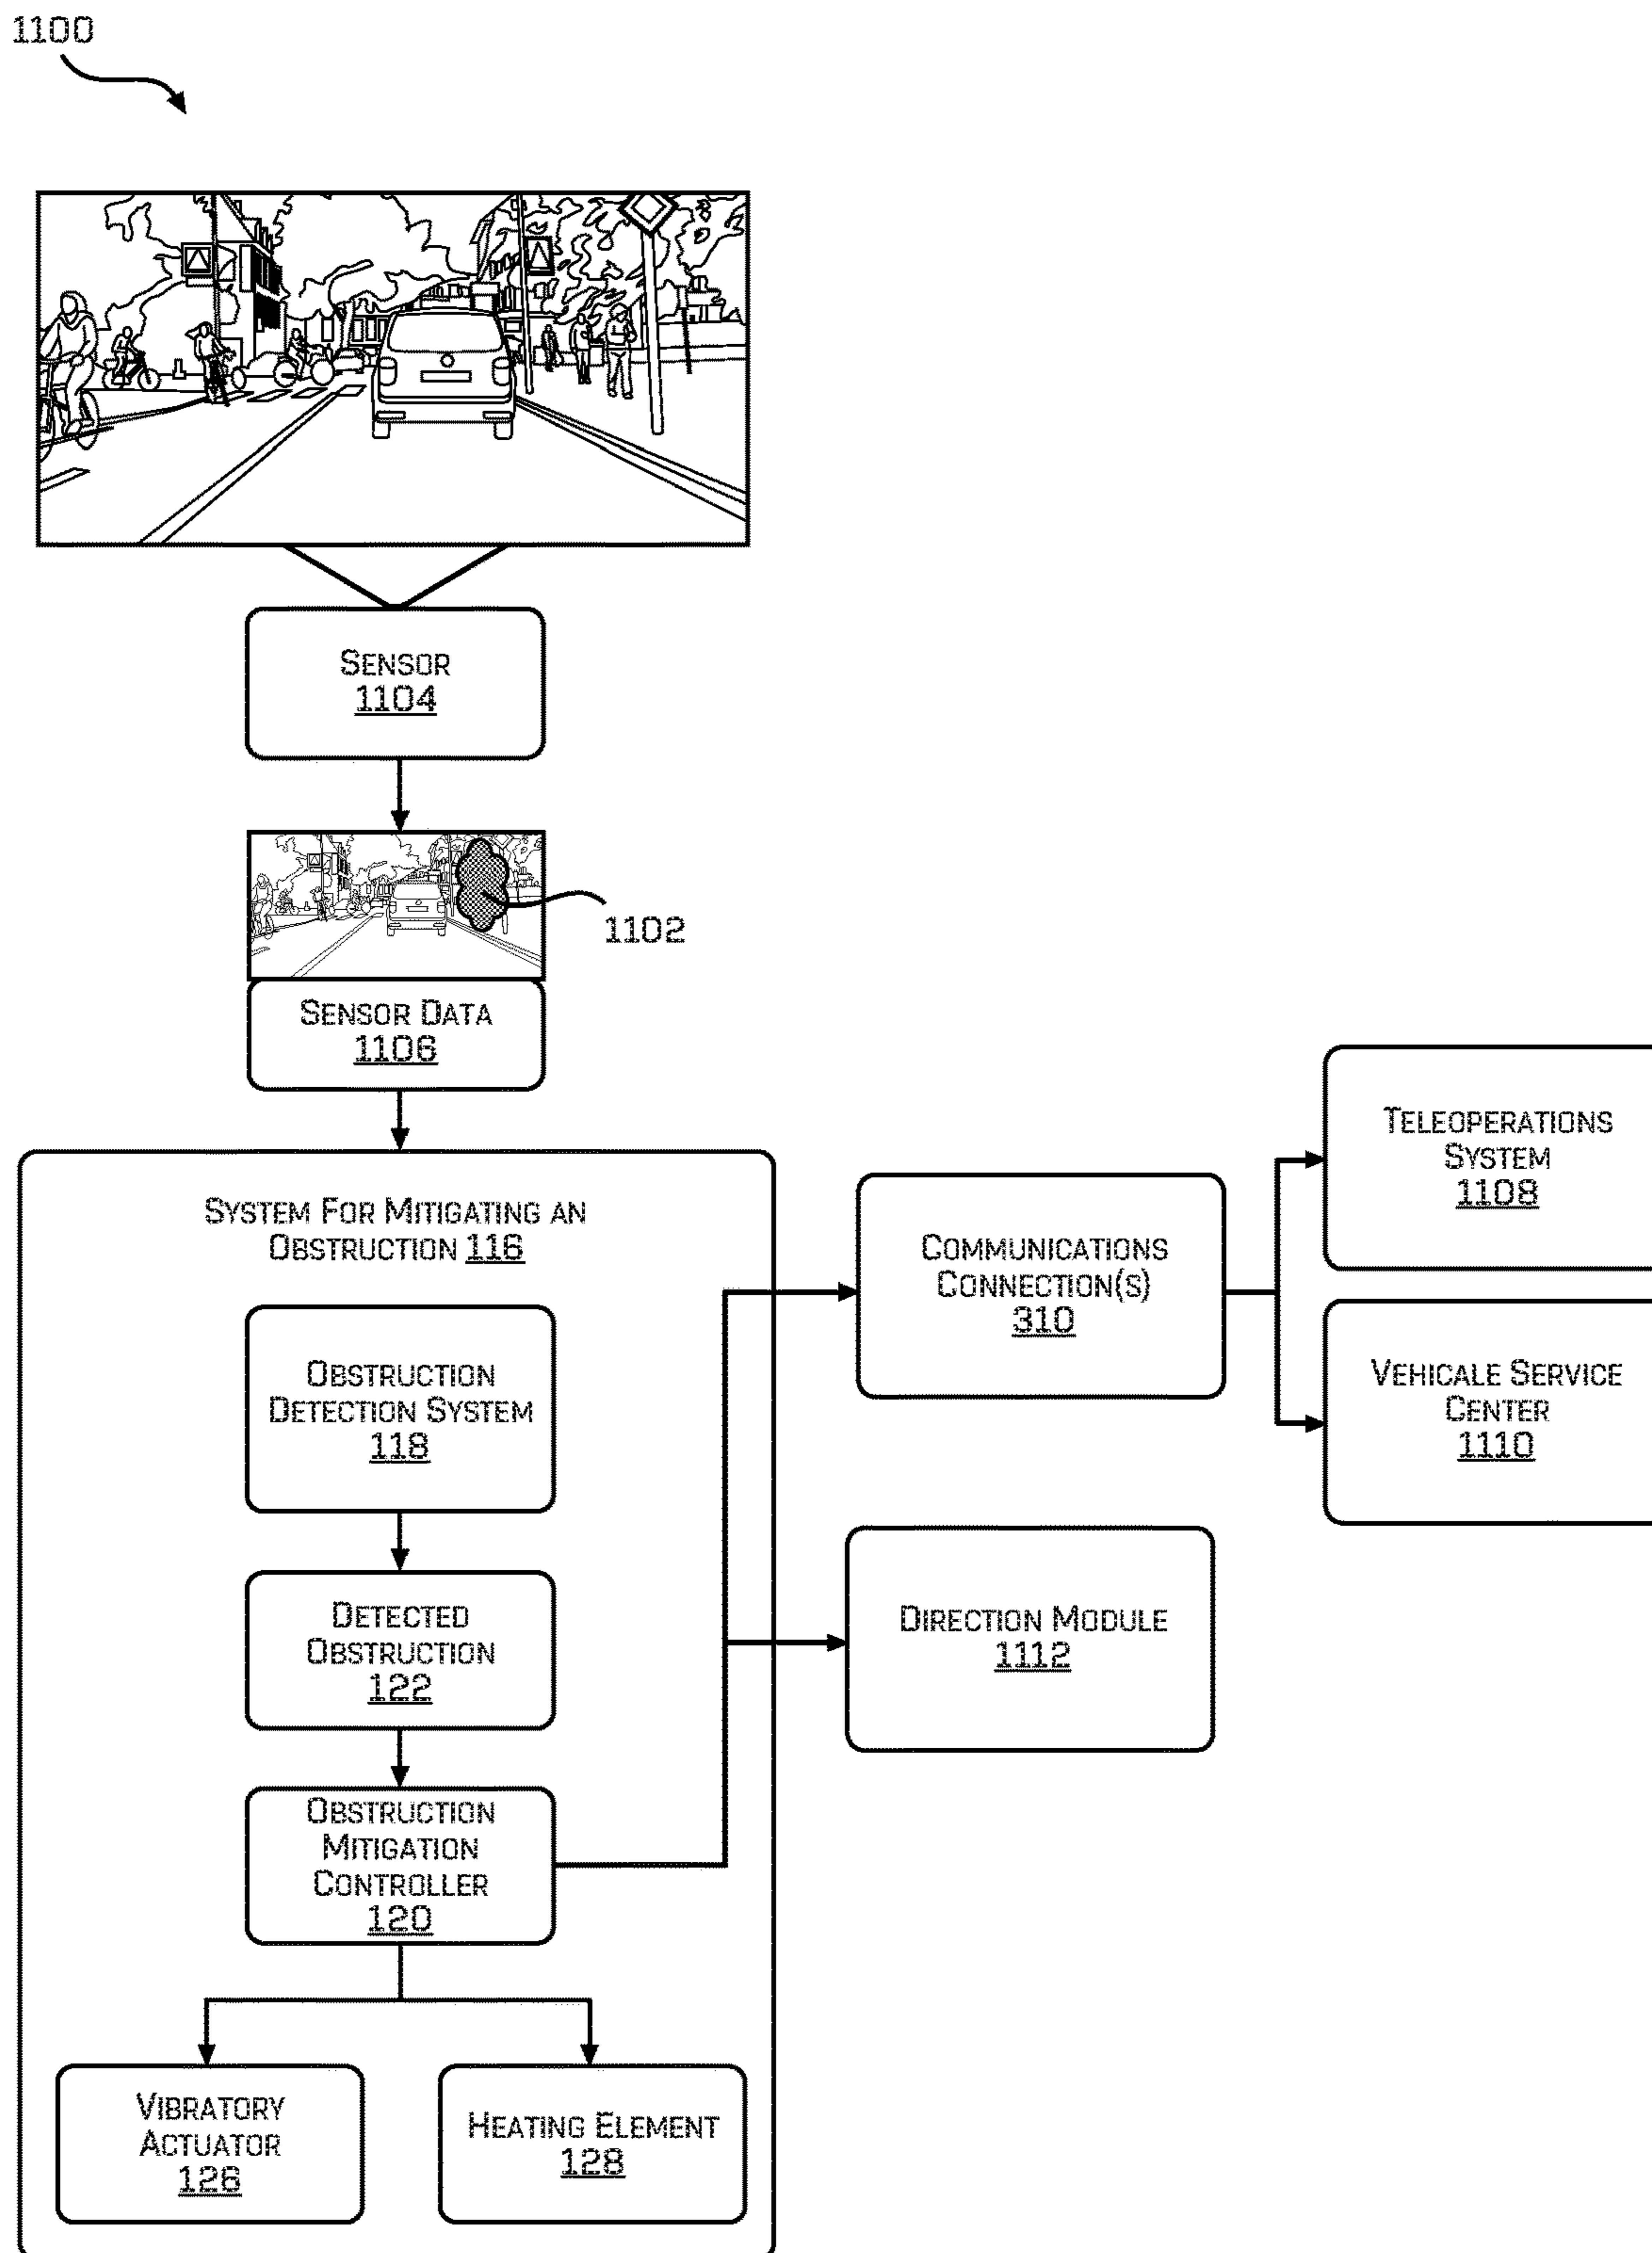 1100
Sensor
1104
1102
Sensor Data
1106
System For Mitigating an
Obstruction 116
Obstruction
Detection System
118
Detected
Obstruction
122
Obstruction
Mitigation
Controller
120
Vibratory
Actuator
126
Heating Element
128
Communications
Connection(s)
310
Direction Module
1112
Teleoperations
System
1108
Vehicale Service
Center
1110